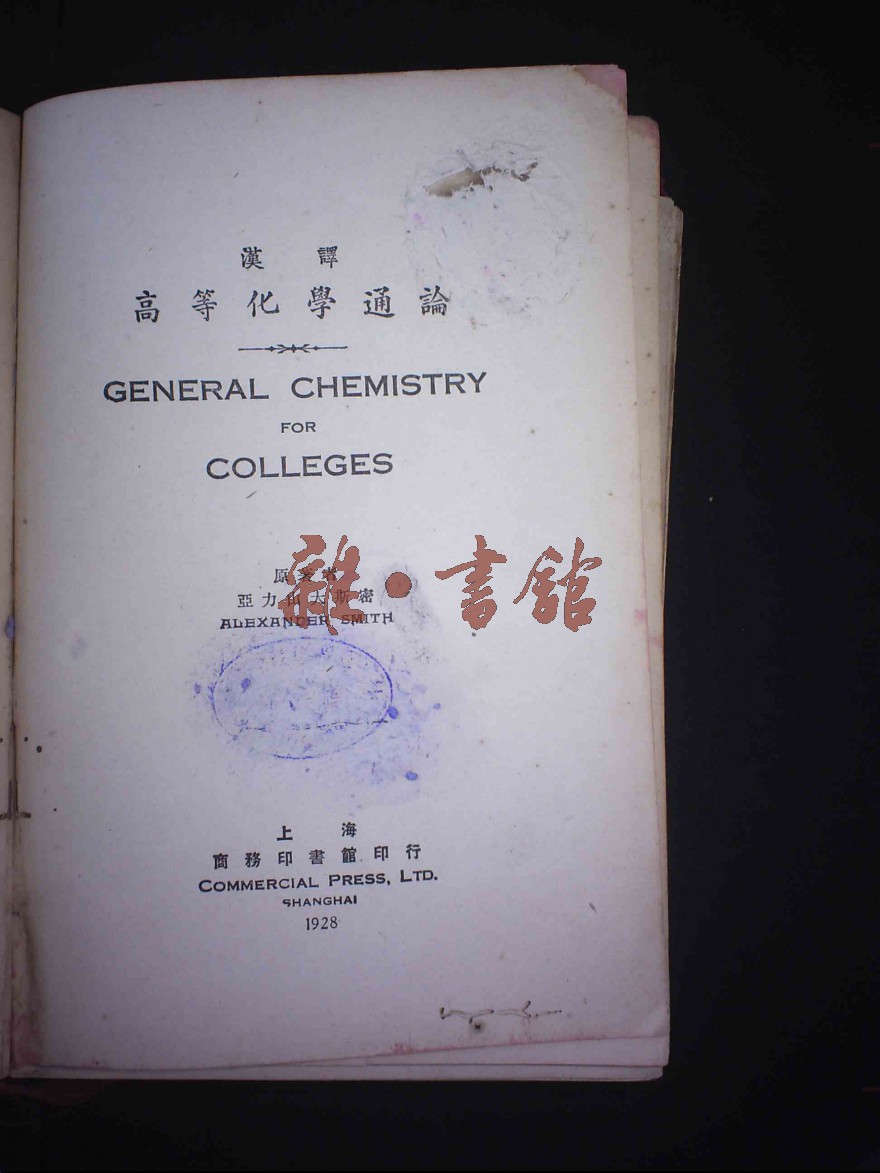 漢譯
高等化學通論
GENERAL CHEMISTRY
FOR
COLLEGES
原著者
亞力山大斯密
ALEXANDER SMITH
雜·書館
上海
商務印書館印行
COMMERCIAL PRESS, LTD.
SHANGHAI
1928